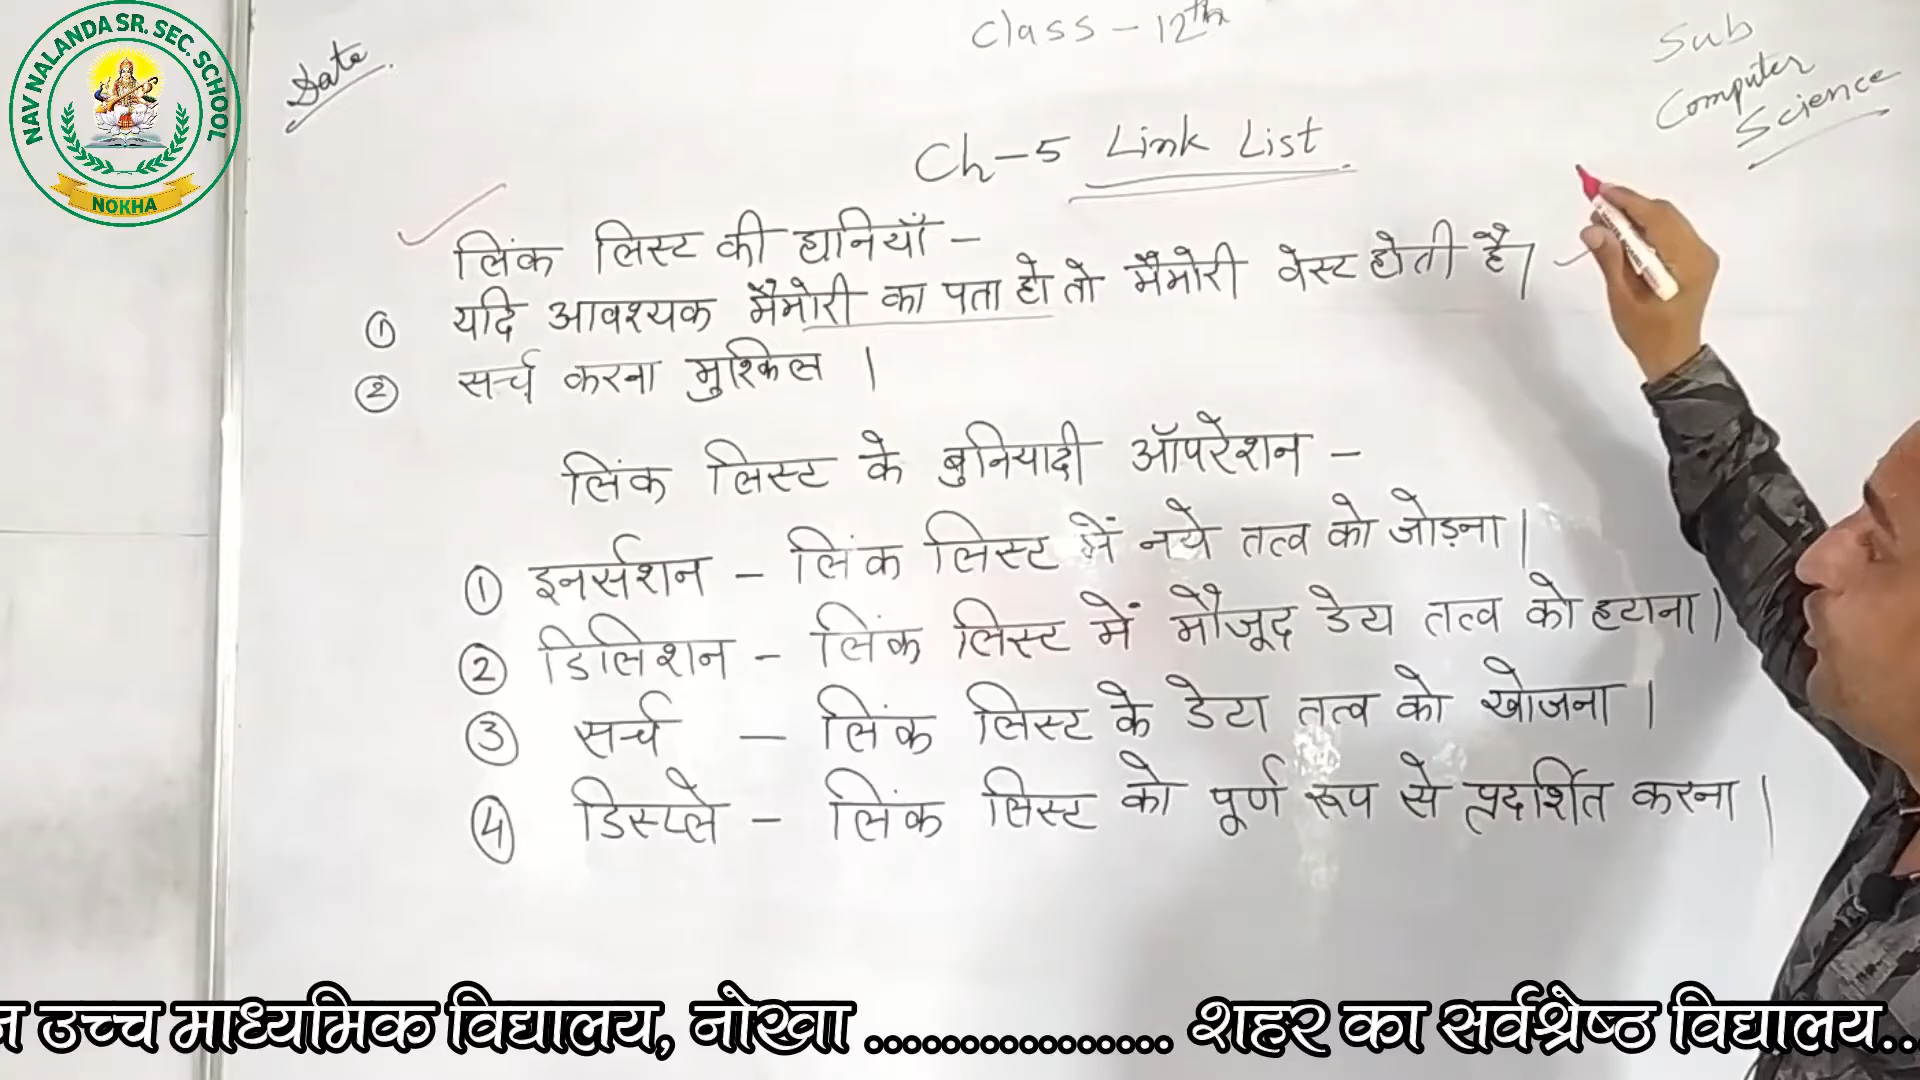 NAV NALANDA SR. SEC. SCHOOL
NOKHA
Date
Class - 12th
Sub
Computer
Science
Ch-5 Link List
लिंक लिस्ट की हानियाँ -
① यदि आवश्यक मैमोरी का पता हो तो मैमोरी वेस्ट होती है।
② सर्च करना मुश्किल ।
लिंक लिस्ट के बुनियादी ऑपरेशन -
① इनर्सशन - लिंक लिस्ट में नये तत्व को जोड़ना।
② डिलिशन - लिंक लिस्ट में मौजूद डेटा तत्व को हटाना।
③ सर्च - लिंक लिस्ट के डेटा तत्व को खोजना ।
④ डिस्प्ले - लिंक लिस्ट को पूर्ण रूप से प्रदर्शित करना ।
उच्च माध्यमिक विद्यालय, नोखा ................ शहर का सर्वश्रेष्ठ विद्यालय...